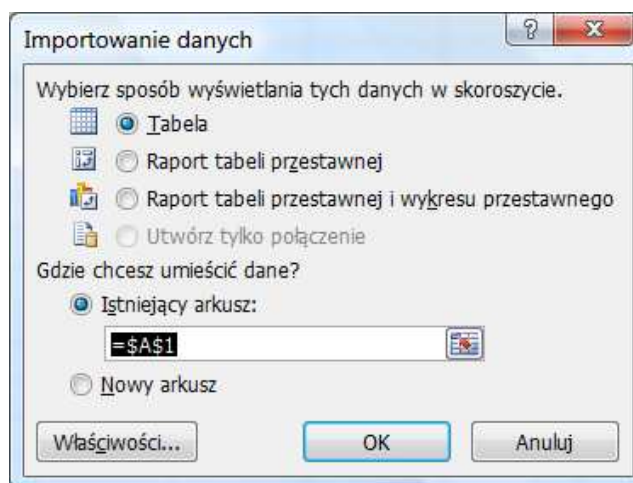 Importowanie danych
Wybierz sposób wyświetlania tych danych w skoroszycie.
Tabela
Raport tabeli przestawnej
Raport tabeli przestawnej i wykresu przestawnego
Utwórz tylko połączenie
Gdzie chcesz umieścić dane?
Istniejący arkusz:
=$A$1
Nowy arkusz
Właściwości... OK Anuluj